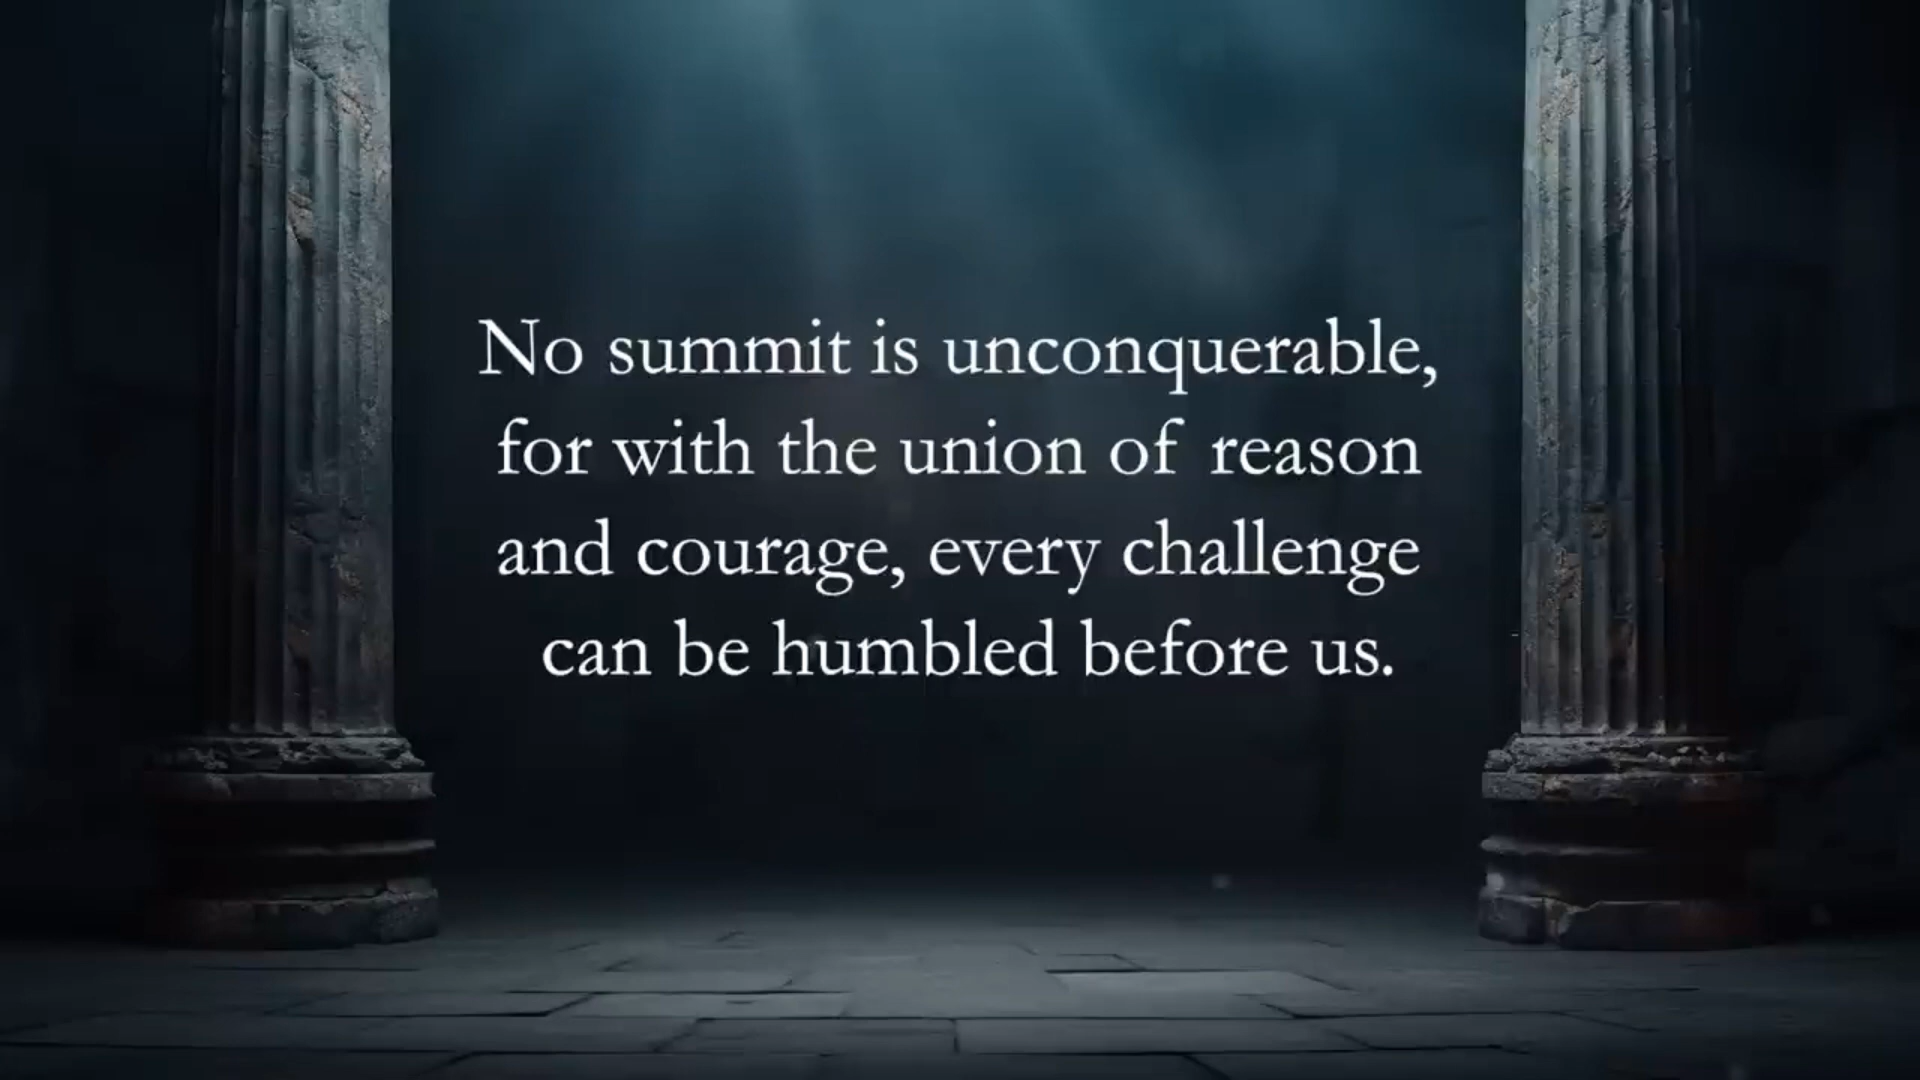 No summit is unconquerable,
for with the union of reason
and courage, every challenge
can be humbled before us.